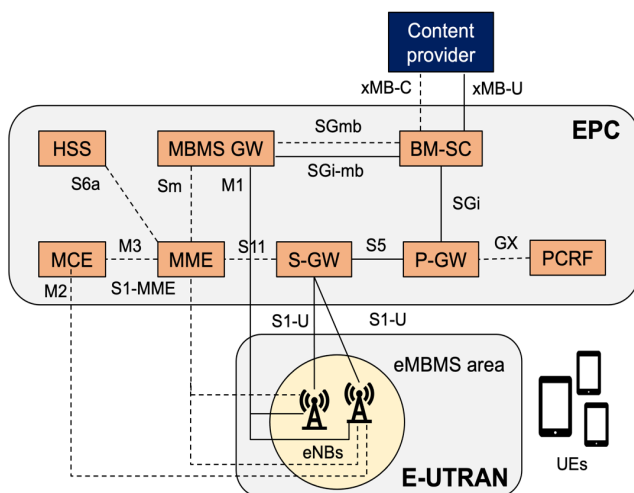 Content
provider
xMB-C
xMB-U
EPC
HSS
MBMS GW
SGmb
BM-SC
SGi-mb
S6a
Sm
M1
SGi
MCE
M3
MME
S11
S-GW
S5
P-GW
GX
PCRF
M2
S1-MME
S1-U
S1-U
eMBMS area
eNBs
E-UTRAN
UEs